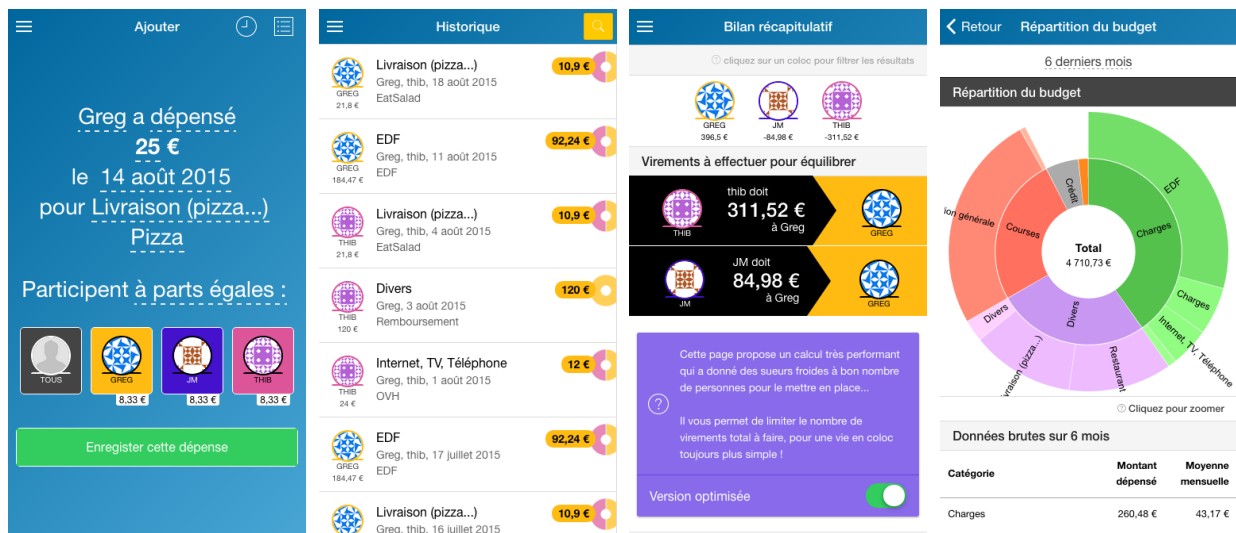 Ajouter
Greg a dépensé
25 €
le 14 août 2015
pour Livraison (pizza...)
Pizza
Participent à parts égales :
TOUS
GREG
JM
THIB
8,33 €
8,33 €
8,33 €
Enregistrer cette dépense
Historique
Livraison (pizza...)
Greg, thib, 18 août 2015
EatSalad
GREG
21,8 €
10,9 €
EDF
Greg, thib, 11 août 2015
EDF
GREG
184,47 €
92,24 €
Livraison (pizza...)
Greg, thib, 4 août 2015
EatSalad
THIB
21,8 €
10,9 €
Divers
Greg, 3 août 2015
Remboursement
THIB
120 €
120 €
Internet, TV, Téléphone
Greg, thib, 1 août 2015
OVH
THIB
24 €
12 €
EDF
Greg, thib, 17 juillet 2015
EDF
GREG
184,47 €
92,24 €
Livraison (pizza...)
Greg, thib, 16 juillet 2015
10,9 €
Bilan récapitulatif
? cliquez sur un coloc pour filtrer les résultats
GREG
396,5 €
JM
-84,98 €
THIB
-311,52 €
Virements à effectuer pour équilibrer
THIB
thib doit
311,52 €
à Greg
GREG
JM
JM doit
84,98 €
à Greg
GREG
?
Cette page propose un calcul très performant
qui a donné des sueurs froides à bon nombre
de personnes pour le mettre en place...
Il vous permet de limiter le nombre de
virements total à faire, pour une vie en coloc
toujours plus simple !
Version optimisée
Retour
Répartition du budget
6 derniers mois
Répartition du budget
EDF
Charges
Charges
Internet, TV, Téléphone
Crédit
Courses
ion générale
Divers
Divers
vraison (pizza...)
Restaurant
Total
4 710,73 €
? Cliquez pour zoomer
Données brutes sur 6 mois
Catégorie
Montant dépensé
Moyenne mensuelle
Charges
260,48 €
43,17 €